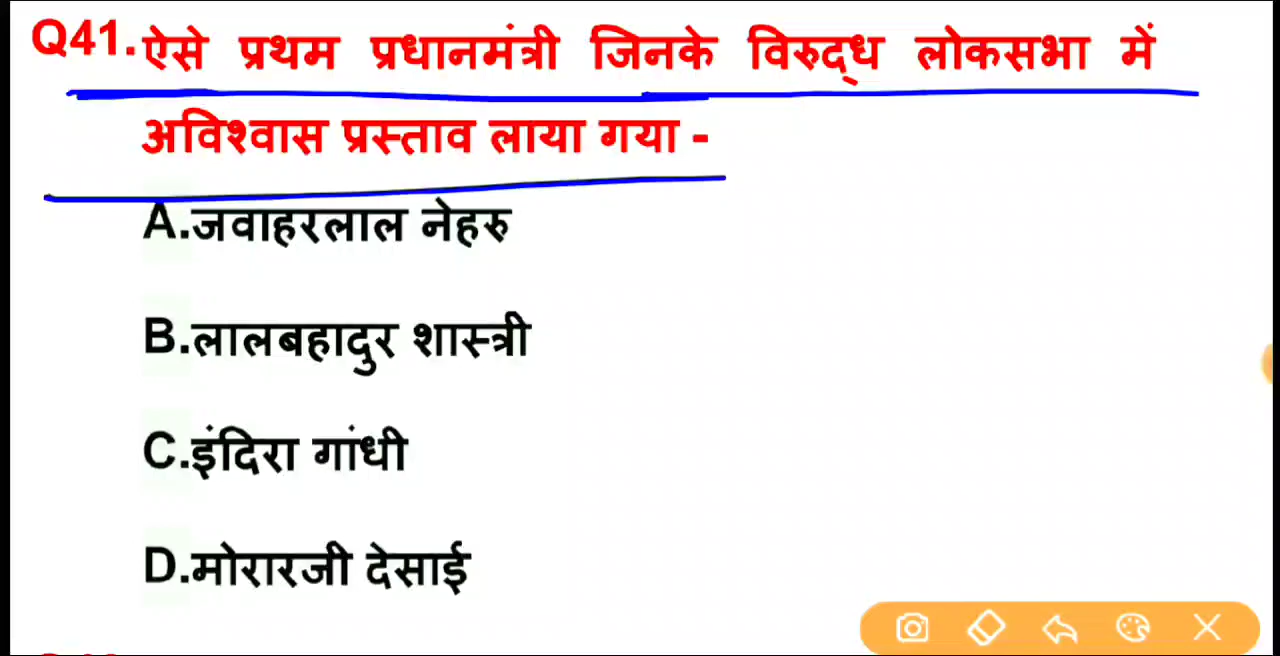 Q41. ऐसे प्रथम प्रधानमंत्री जिनके विरुद्ध लोकसभा में
अविश्वास प्रस्ताव लाया गया -
A.जवाहरलाल नेहरु
B.लालबहादुर शास्त्री
C.इंदिरा गांधी
D.मोरारजी देसाई